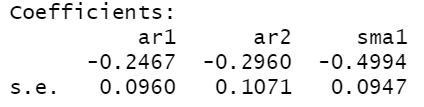 Coefficients:
ar1 ar2 sma1
-0.2467 -0.2960 -0.4994
s.e. 0.0960 0.1071 0.0947